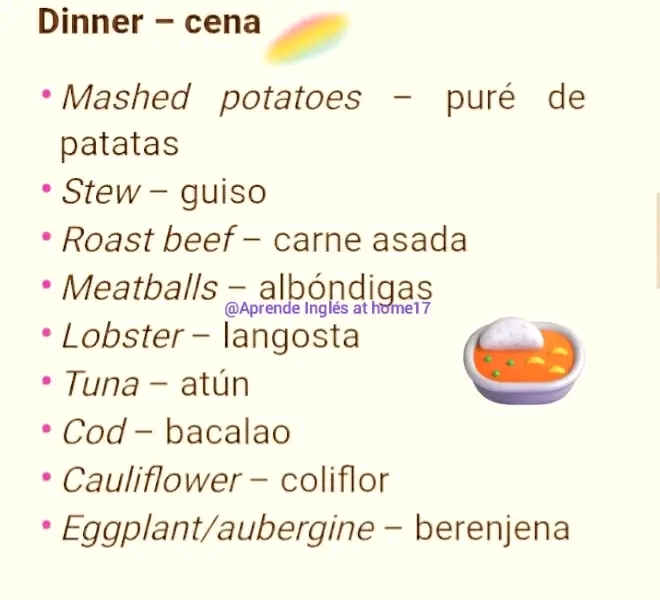 Dinner – cena
• Mashed potatoes – puré de
patatas
• Stew – guiso
• Roast beef – carne asada
• Meatballs – albóndigas
@Aprende Inglés at home17
• Lobster – langosta
• Tuna – atún
• Cod – bacalao
• Cauliflower – coliflor
• Eggplant/aubergine – berenjena